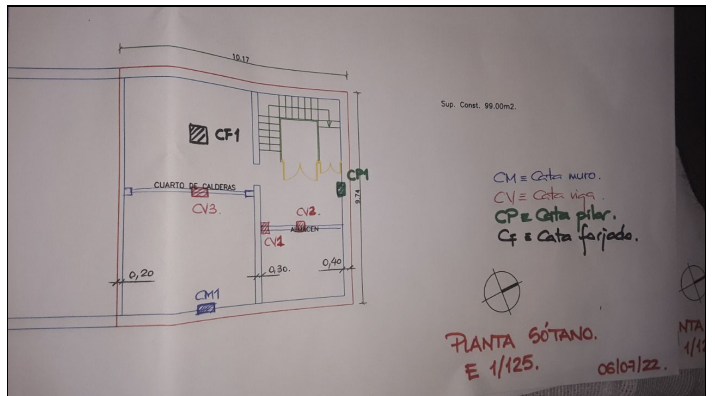 10.17
Sup. Const. 99.00m2.
CF1
CP1
9.74
CM ≡ Cata muro.
CV ≡ Cata viga.
CP ≡ Cata pilar.
CF ≡ Cata forjado.
CUARTO DE CALDERAS
CV3.
CV2.
ALMACEN
CV1
0,20
0,30.
0,40
CM1
PLANTA SÓTANO.
E 1/125.
06/07/22.
NTA
1/12